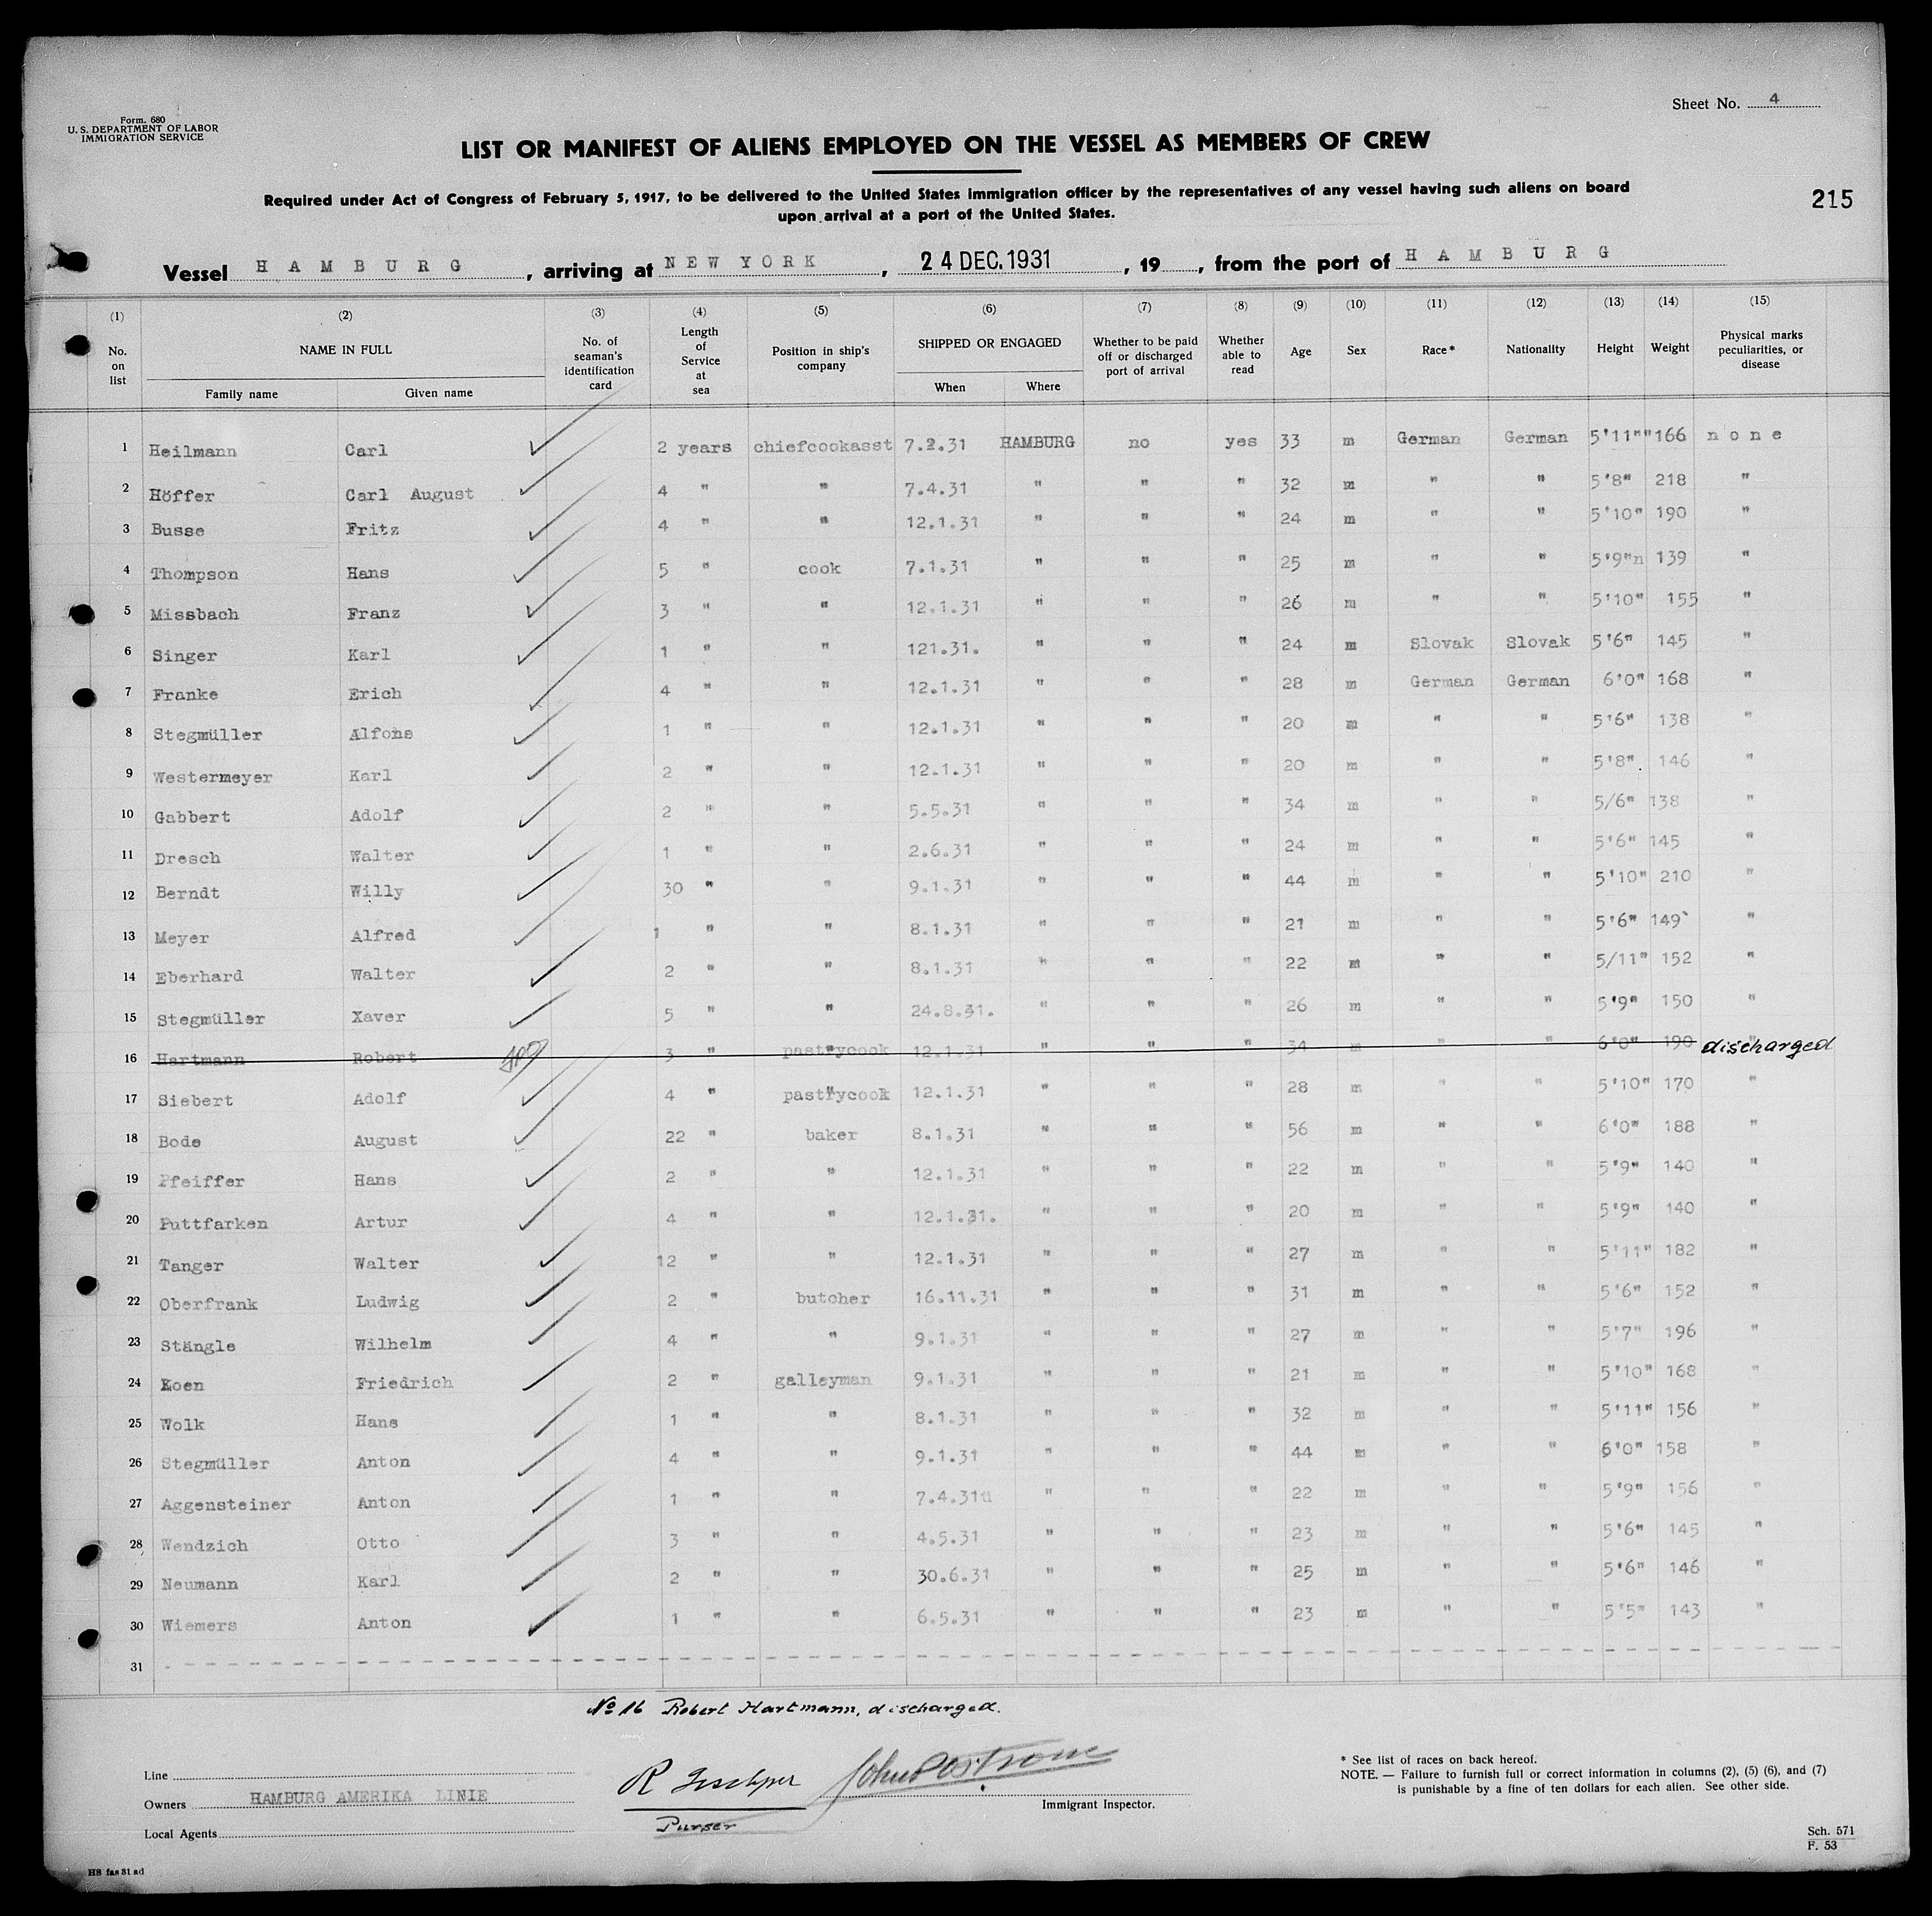 Form. 680
U. S. DEPARTMENT OF LABOR
IMMIGRATION SERVICE
Sheet No. 4
LIST OR MANIFEST OF ALIENS EMPLOYED ON THE VESSEL AS MEMBERS OF CREW
Required under Act of Congress of February 5, 1917, to be delivered to the United States immigration officer by the representatives of any vessel having such aliens on board
upon arrival at a port of the United States.
215
Vessel H A M B U R G , arriving at N E W Y O R K , 2 4 DEC. 1931 , 19 , from the port of H A M B U R G
(1) (2) (3) (4) (5) (6) (7) (8) (9) (10) (11) (12) (13) (14) (15)
No. on list NAME IN FULL Family name Given name No. of seaman's identification card Length of Service at sea Position in ship's company SHIPPED OR ENGAGED When Where Whether to be paid off or discharged port of arrival Whether able to read Age Sex Race* Nationality Height Weight Physical marks peculiarities, or disease
1 Heilmann Carl 2 years chiefcookasst 7.2.31 HAMBURG no yes 33 m German German 5'11"" 166 n o n e
2 Höffer Carl August 4 " " 7.4.31 " " " 32 m " " 5'8" 218 "
3 Busse Fritz 4 " " 12.1.31 " " " 24 m " " 5'10" 190 "
4 Thompson Hans 5 " cook 7.1.31 " " " 25 m " " 5'9"n 139 "
5 Missbach Franz 3 " " 12.1.31 " " " 26 m " " 5'10" 155 "
6 Singer Karl 1 " " 121.31. " " " 24 m Slovak Slovak 5'6" 145 "
7 Franke Erich 4 " " 12.1.31 " " " 28 m German German 6'0" 168 "
8 Stegmüller Alfons 1 " " 12.1.31 " " " 20 m " " 5'6" 138 "
9 Westermeyer Karl 2 " " 12.1.31 " " " 20 m " " 5'8". 146 "
10 Gabbert Adolf 2 " " 5.5.31 " " " 34 m " " 5/6" 138 "
11 Dresch Walter 1 " " 2.6.31 " " " 24 m " " 5'6" 145 "
12 Berndt Willy 30 " " 9.1.31 " " " 44 m " " 5'10" 210 "
13 Meyer Alfred 1 " " 8.1.31 " " " 21 m " " 5'6" 149 "
14 Eberhard Walter 2 " " 8.1.31 " " " 22 m " " 5/11" 152 "
15 Stegmüller Xaver 5 " " 24.8.31. " " " 26 m " " 5'9" 150 "
16 Hartmann Robert 3 " pastrycook 12.1.31 " " " 34 m " " 6'0" 190 " discharged
17 Siebert Adolf 4 " pastrycook 12.1.31 " " " 28 m " " 5'10" 170 "
18 Bode August 22 " baker 8.1.31 " " " 56 m " " 6'0" 188 "
19 Pfeiffer Hans 2 " " 12.1.31 " " " 22 m " " 5'9" 140 "
20 Puttfarken Artur 4 " " 12.1.31. " " " 20 m " " 5'9" 140 "
21 Tanger Walter 12 " " 12.1.31 " " " 27 m " " 5'11" 182 "
22 Oberfrank Ludwig 2 " butcher 16.11.31 " " " 31 m " " 5'6" 152 "
23 Stängle Wilhelm 4 " " 9.1.31 " " " 27 m " " 5'7" 196 "
24 Koen Friedrich 2 " galleyman 9.1.31 " " " 21 m " " 5'10" 168 "
25 Wolk Hans 1 " " 8.1.31 " " " 32 m " " 5'11" 156 "
26 Stegmüller Anton 4 " " 9.1.31 " " " 44 m " " 6'0" 158 "
27 Aggensteiner Anton 1 " " 7.4.31 " " " 22 m " " 5'9" 156 "
28 Wendzich Otto 3 " " 4.5.31 " " " 23 m " " 5'6" 145 "
29 Neumann Karl 2 " " 30.6.31 " " " 25 m " " 5'6" 146 "
30 Wiemers Anton 1 " " 6.5.31 " " " 23 m " " 5'5" 143 "
31
No 16 Robert Hartmann, discharged.
Line
Owners HAMBURG AMERIKA LINIE
Local Agents
R
Purser
Immigrant Inspector.
* See list of races on back hereof.
NOTE. — Failure to furnish full or correct information in columns (2), (5) (6), and (7)
is punishable by a fine of ten dollars for each alien. See other side.
Sch. 571
F. 53
HS fas 31 ad